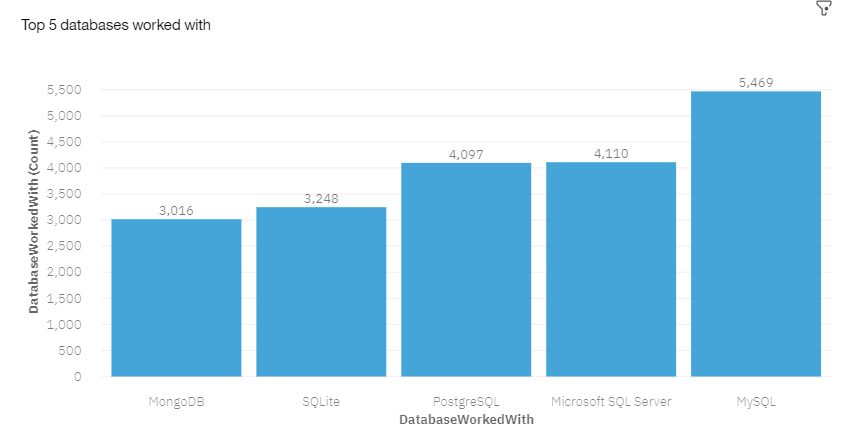 Top 5 databases worked with
DatabaseWorkedWith (Count)
5,500
5,000
4,500
4,000
3,500
3,000
2,500
2,000
1,500
1,000
500
0
3,016
3,248
4,097
4,110
5,469
MongoDB
SQLite
PostgreSQL
Microsoft SQL Server
MySQL
DatabaseWorkedWith